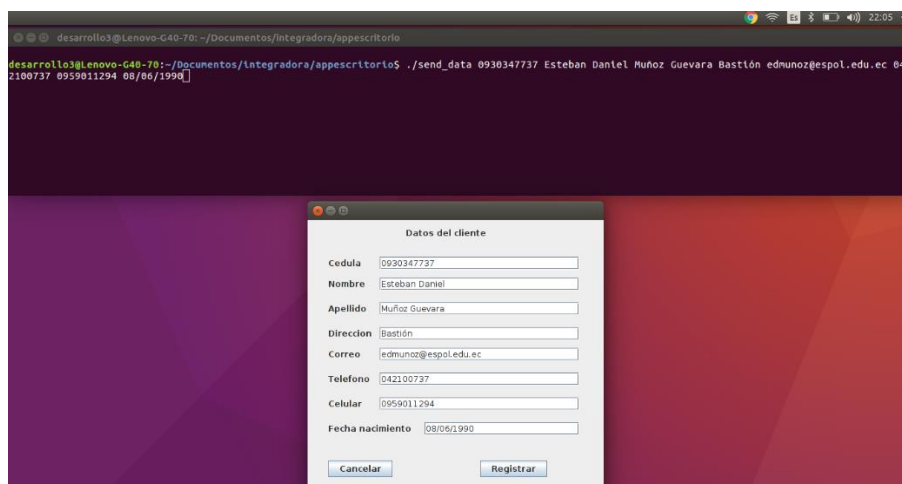 Es 22:05
desarrollo3@Lenovo-G40-70: ~/Documentos/integradora/appescritorio
desarrollo3@Lenovo-G40-70:~/Documentos/integradora/appescritorio$ ./send_data 0930347737 Esteban Daniel Muñoz Guevara Bastión edmunoz@espol.edu.ec 04
2100737 0959011294 08/06/1990
Datos del cliente
Cedula 0930347737
Nombre Esteban Daniel
Apellido Muñoz Guevara
Direccion Bastión
Correo edmunoz@espol.edu.ec
Telefono 042100737
Celular 0959011294
Fecha nacimiento 08/06/1990
Cancelar Registrar